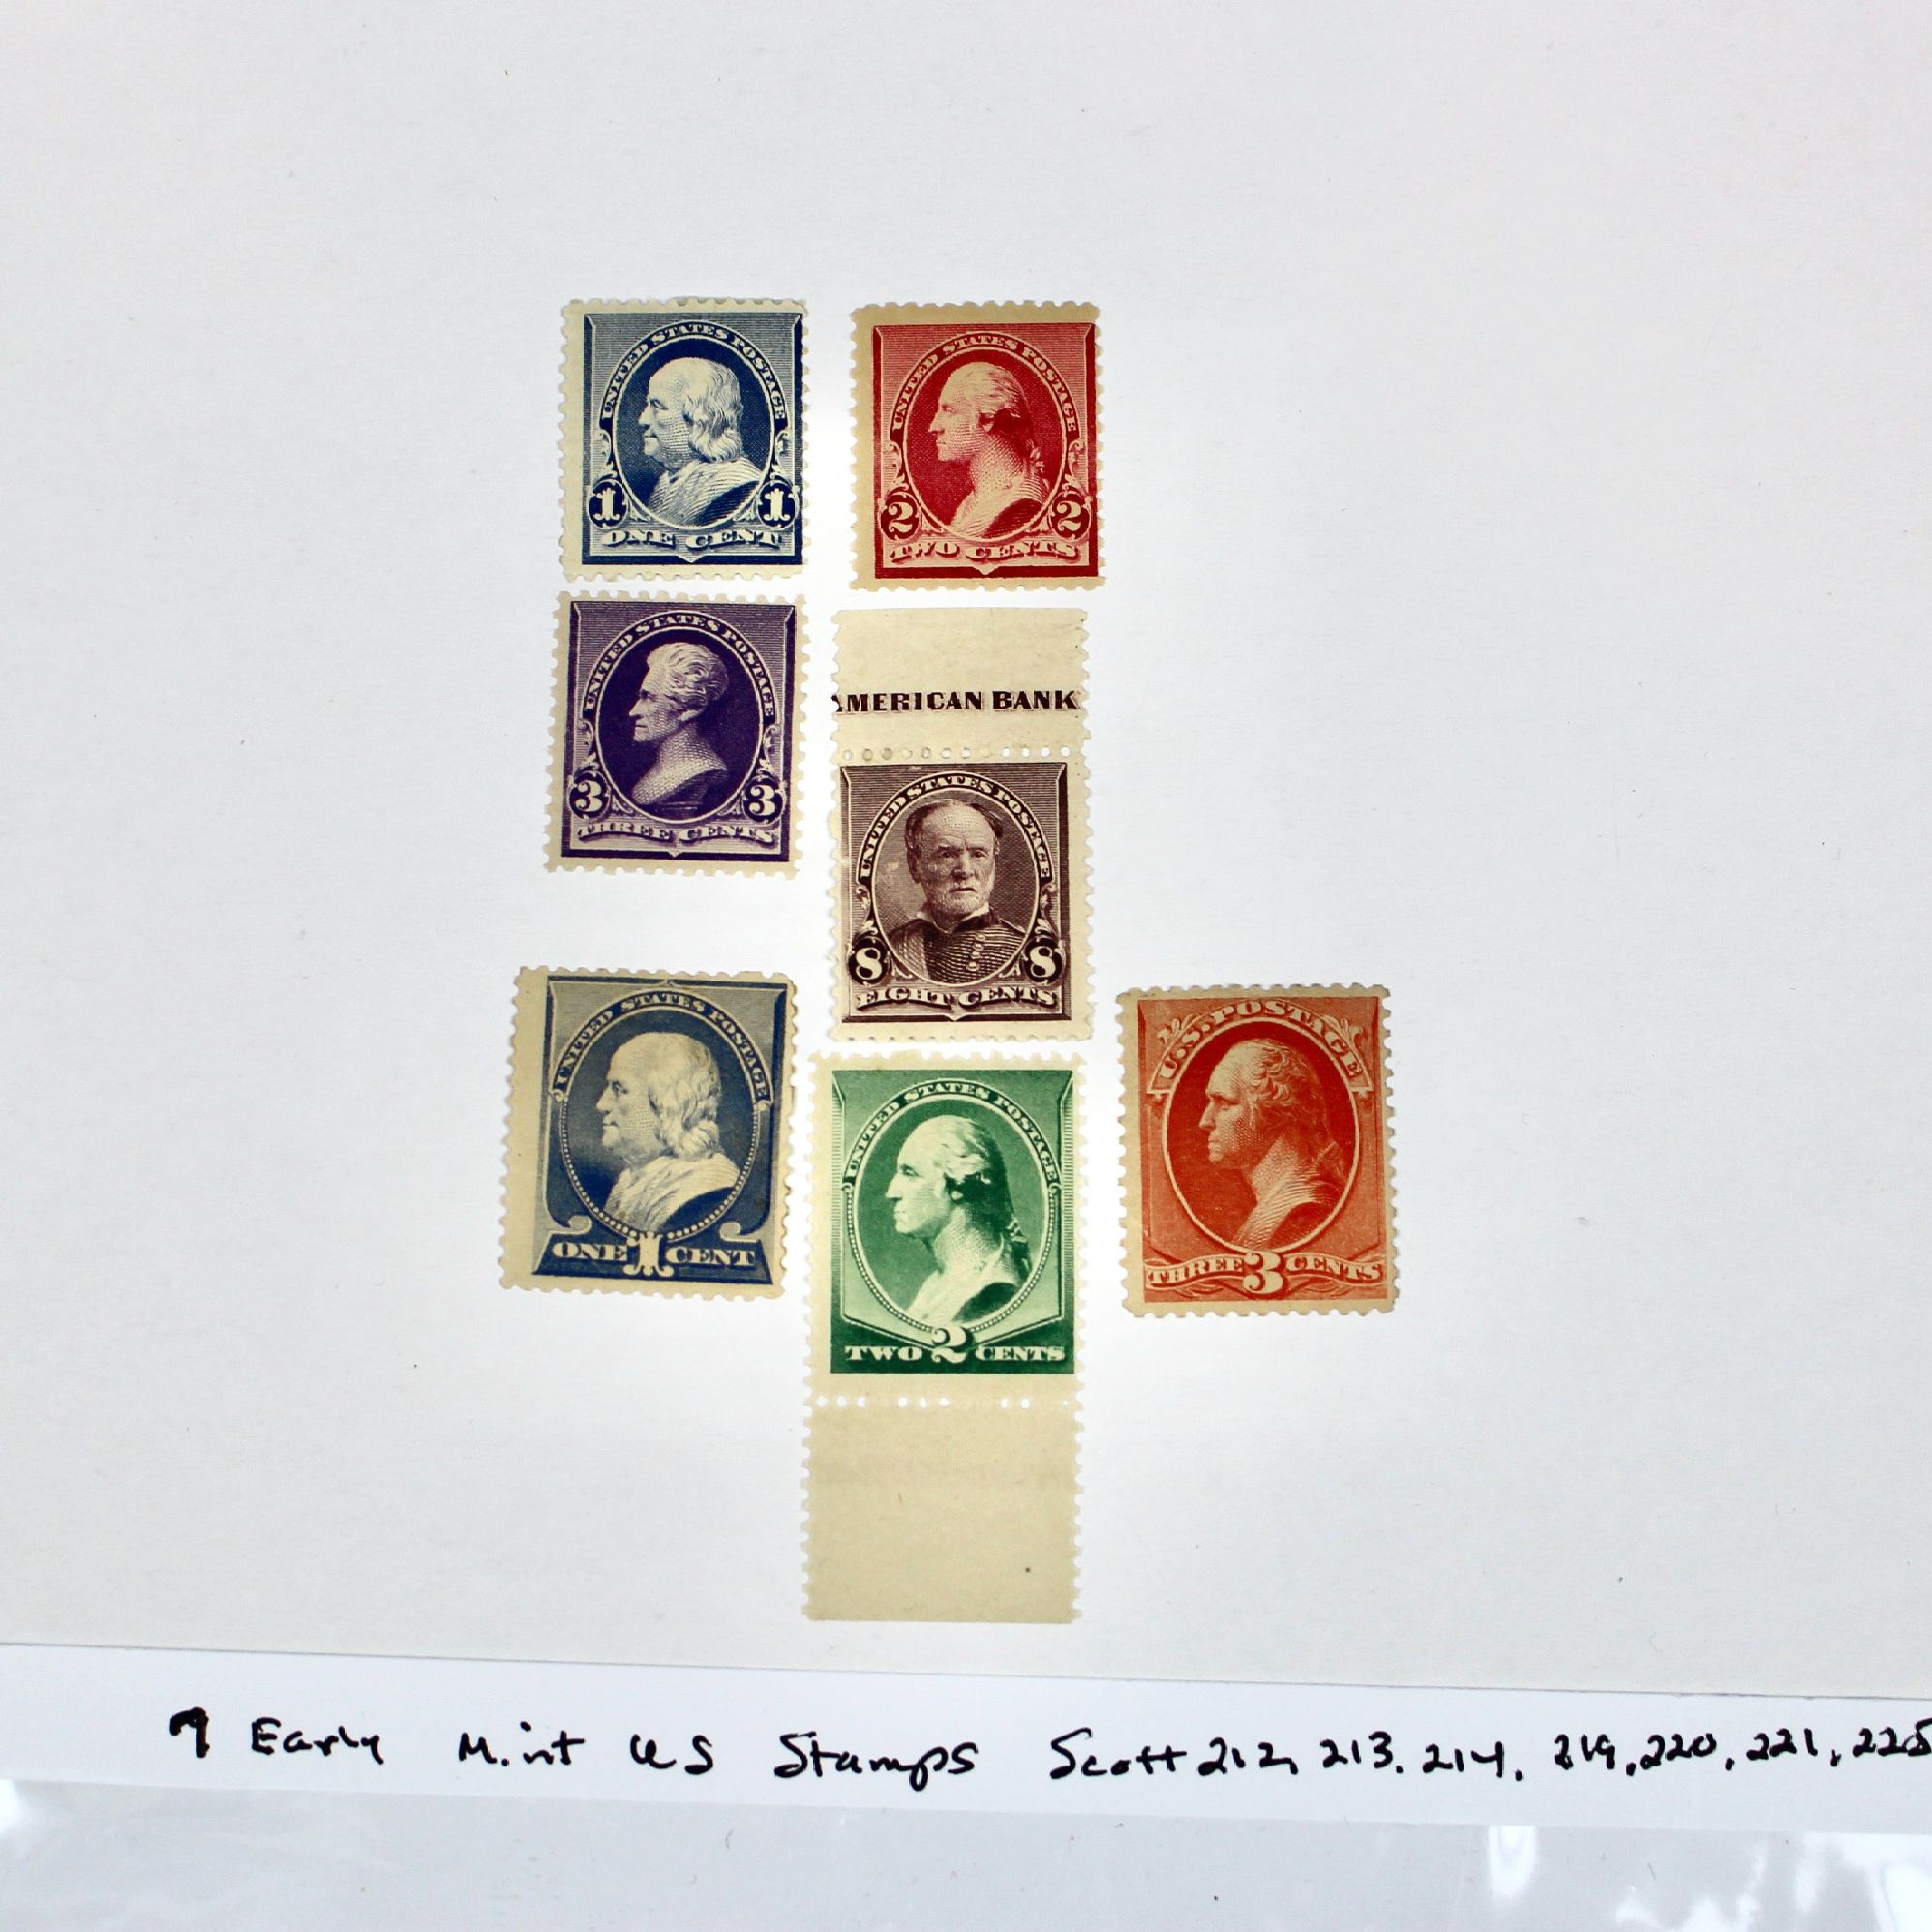 UNITED STATES POSTAGE
1 1
ONE CENT
UNITED STATES POSTAGE
2 2
TWO CENTS
UNITED STATES POSTAGE
3 3
THREE CENTS
AMERICAN BANK
UNITED STATES POSTAGE
8 8
EIGHT CENTS
UNITED STATES POSTAGE
ONE 1 CENT
UNITED STATES POSTAGE
TWO 2 CENTS
U.S. POSTAGE
THREE 3 CENTS
7 Early Mint US Stamps Scott 212, 213. 214. 219, 220, 221, 225